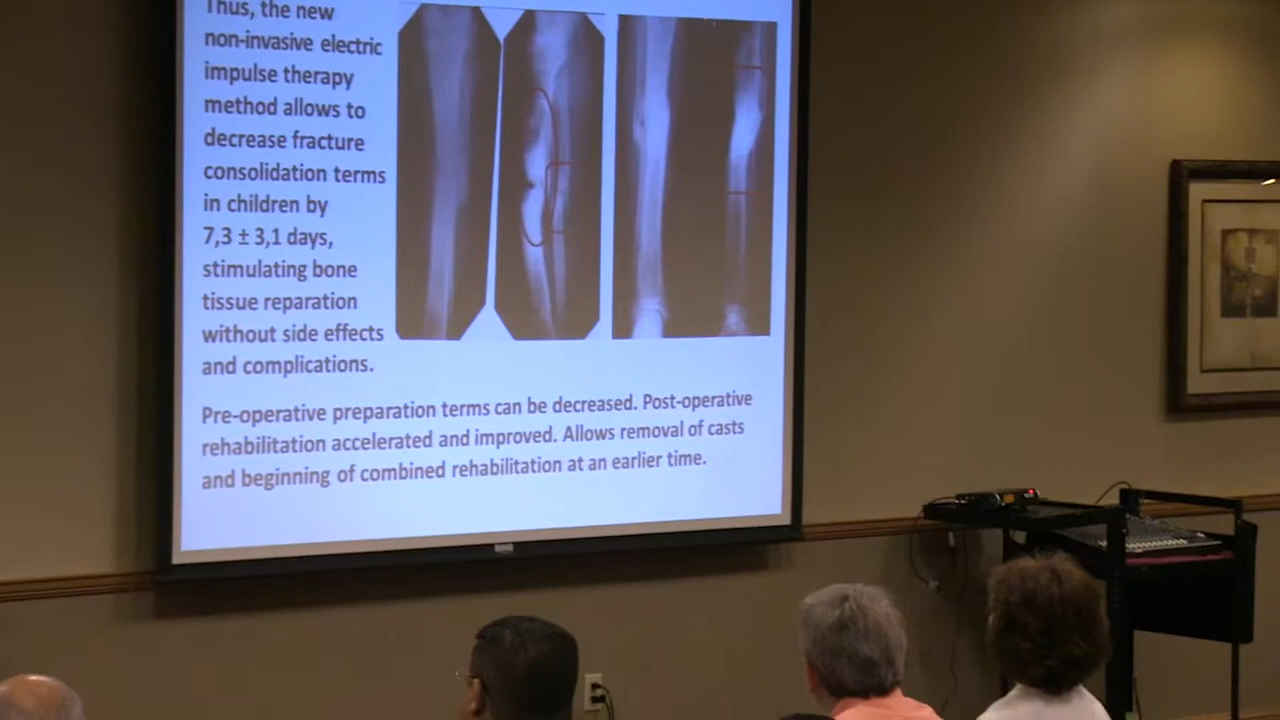 Thus, the new
non-invasive electric
impulse therapy
method allows to
decrease fracture
consolidation terms
in children by
7,3 ± 3,1 days,
stimulating bone
tissue reparation
without side effects
and complications.
Pre-operative preparation terms can be decreased. Post-operative
rehabilitation accelerated and improved. Allows removal of casts
and beginning of combined rehabilitation at an earlier time.